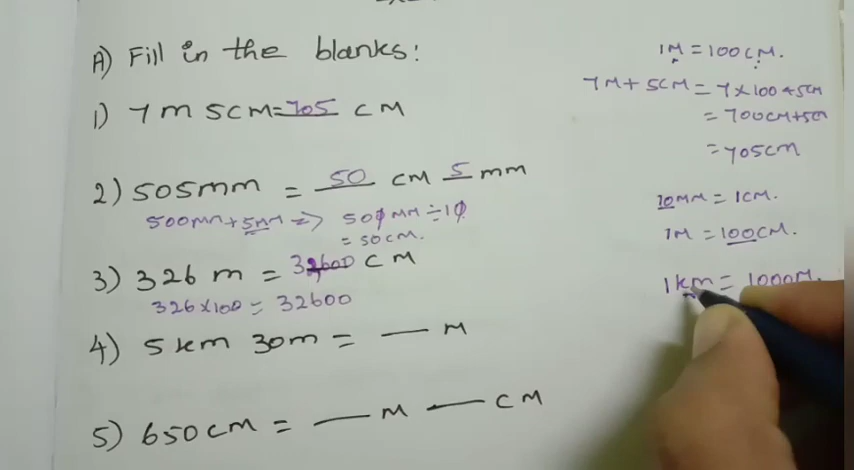 A) Fill in the blanks:
1) 7m 5cm = 705 CM
2) 505mm = 50 CM 5 mm
500MM + 5MM => 500MM ÷ 10
= 50CM.
3) 326 m = 32600 CM
326 x 100 = 32600
4) 5km 30m = — M
5) 650cm = — M — CM
1M = 100CM.
7M + 5CM = 7 x 100 + 5CM
= 700CM + 5CM
= 705CM
10MM = 1CM.
1M = 100CM.
1km = 1000M.